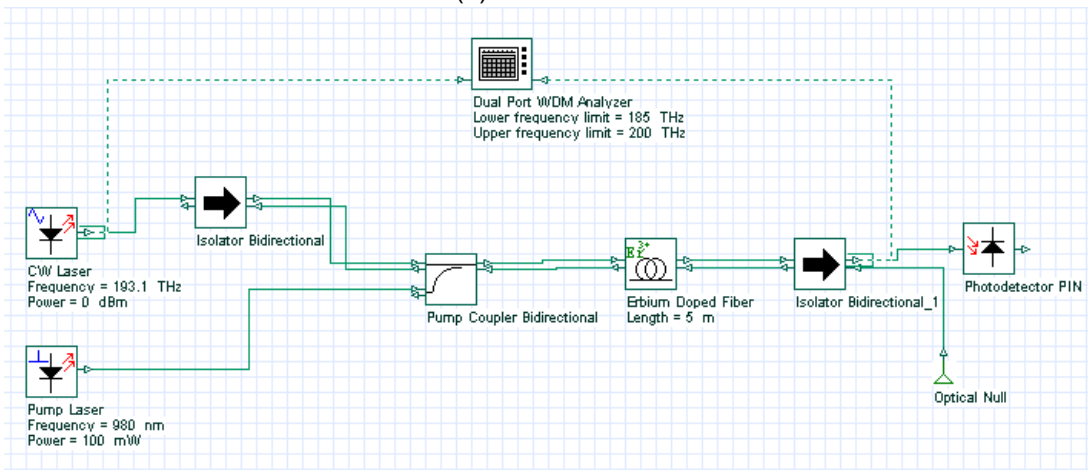 Dual Port WDM Analyzer
Lower frequency limit = 185 THz
Upper frequency limit = 200 THz
Isolator Bidirectional
CW Laser
Frequency = 193.1 THz
Power = 0 dBm
Pump Coupler Bidirectional
Er 3+
Erbium Doped Fiber
Length = 5 m
Isolator Bidirectional_1
Photodetector PIN
Optical Null
Pump Laser
Frequency = 980 nm
Power = 100 mW